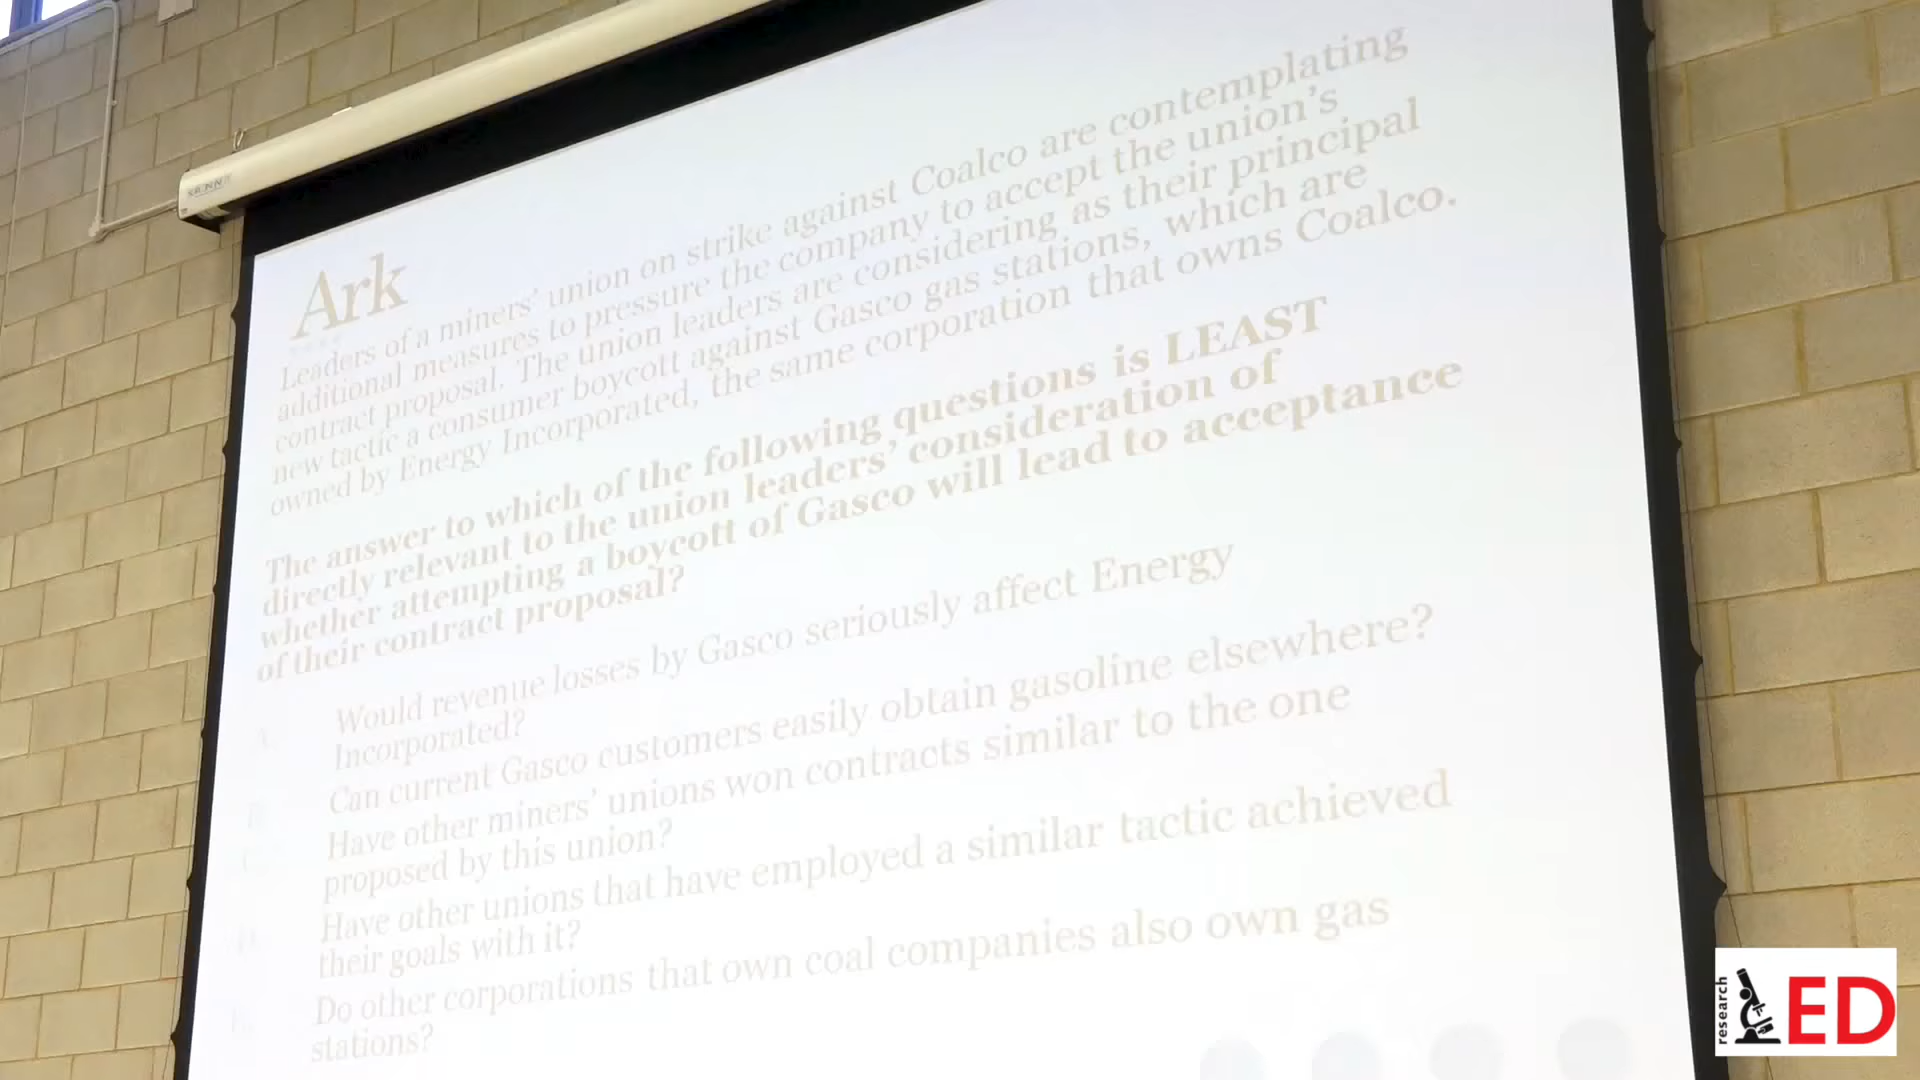 Ark
Leaders of a miners' union on strike against Coalco are contemplating
additional measures to pressure the company to accept the union's
contract proposal. The union leaders are considering as their principal
new tactic a consumer boycott against Gasco gas stations, which are
owned by Energy Incorporated, the same corporation that owns Coalco.
The answer to which of the following questions is LEAST
directly relevant to the union leaders' consideration of
whether attempting a boycott of Gasco will lead to acceptance
of their contract proposal?
Would revenue losses by Gasco seriously affect Energy
Incorporated?
Can current Gasco customers easily obtain gasoline elsewhere?
Have other miners' unions won contracts similar to the one
proposed by this union?
Have other unions that have employed a similar tactic achieved
their goals with it?
Do other corporations that own coal companies also own gas
stations?
research
ED